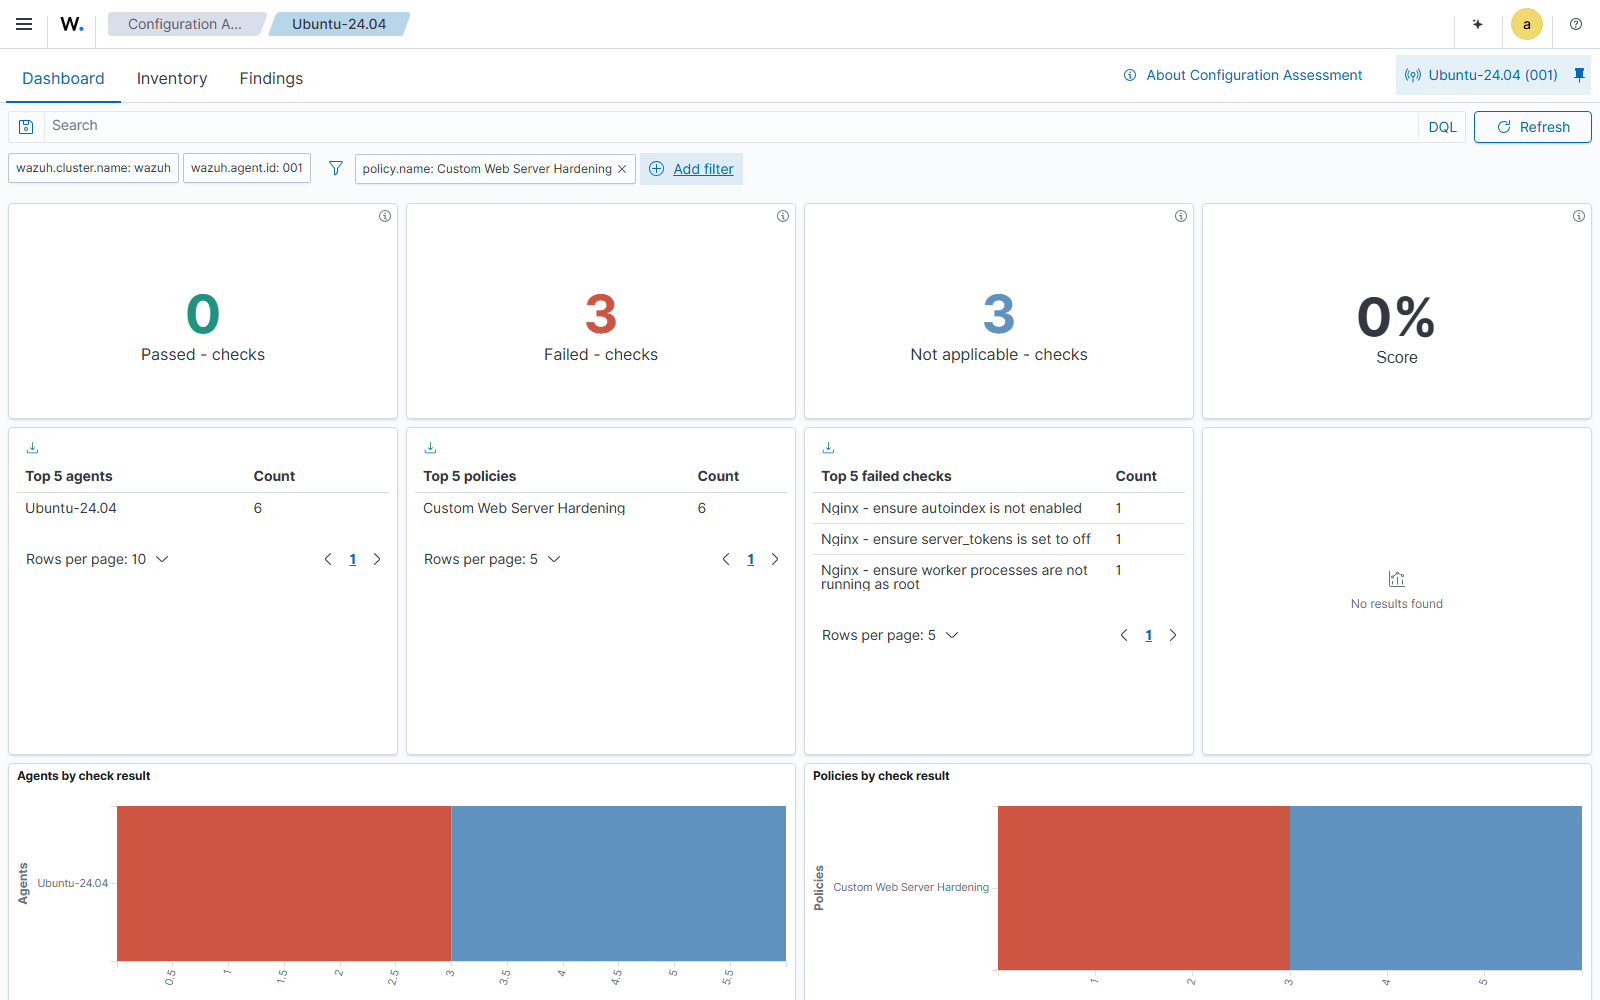 W.
Configuration A...
Ubuntu-24.04
a
Dashboard
Inventory
Findings
About Configuration Assessment
Ubuntu-24.04 (001)
Search
DQL
Refresh
wazuh.cluster.name: wazuh
wazuh.agent.id: 001
policy.name: Custom Web Server Hardening
Add filter
0
Passed - checks
3
Failed - checks
3
Not applicable - checks
0%
Score
Top 5 agents Count
Ubuntu-24.04 6
Rows per page: 10
1
Top 5 policies Count
Custom Web Server Hardening 6
Rows per page: 5
1
Top 5 failed checks Count
Nginx - ensure autoindex is not enabled 1
Nginx - ensure server_tokens is set to off 1
Nginx - ensure worker processes are not 1
running as root
Rows per page: 5
1
No results found
Agents by check result
Agents
Ubuntu-24.04
0.5 1 1.5 2 2.5 3 3.5 4 4.5 5 5.5
Policies by check result
Policies
Custom Web Server Hardening
1 2 3 4 5